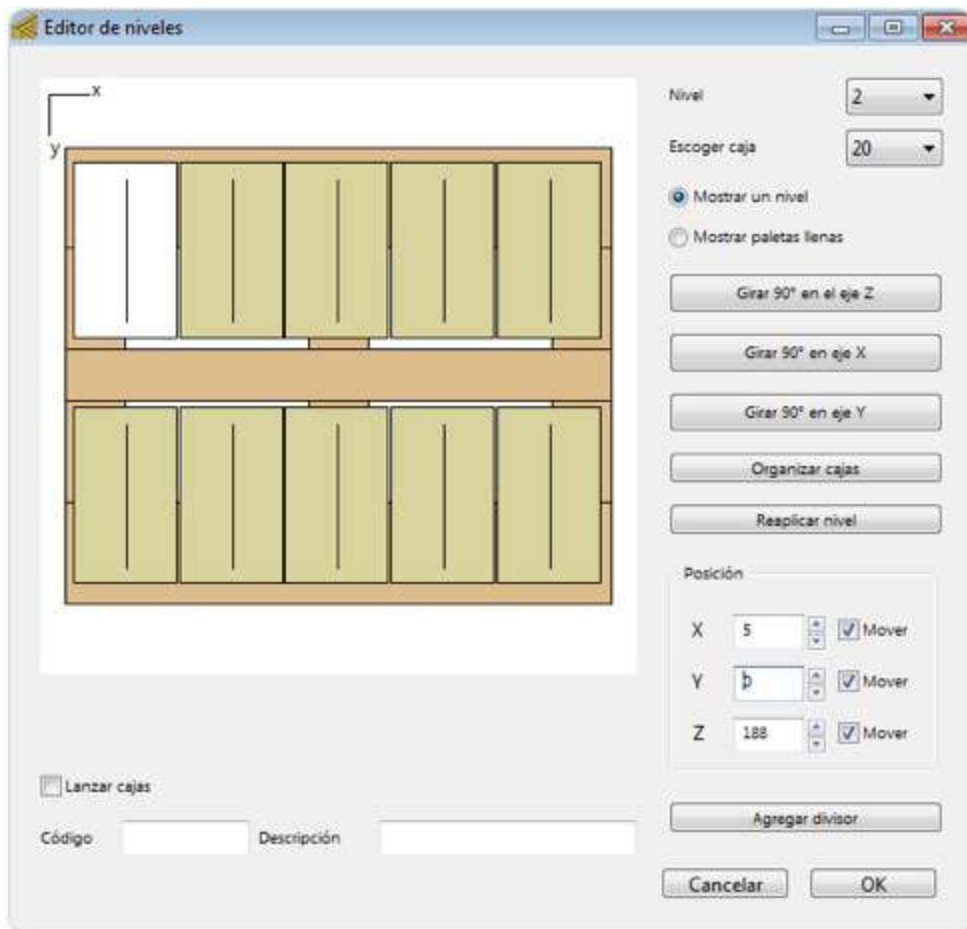 Editor de niveles
x
y
Nivel
2
Escoger caja
20
Mostrar un nivel
Mostrar paletas llenas
Girar 90° en el eje Z
Girar 90° en eje X
Girar 90° en eje Y
Organizar cajas
Reaplicar nivel
Posición
X 5 Mover
Y Mover
Z 188 Mover
Lanzar cajas
Código Descripción
Agregar divisor
Cancelar OK